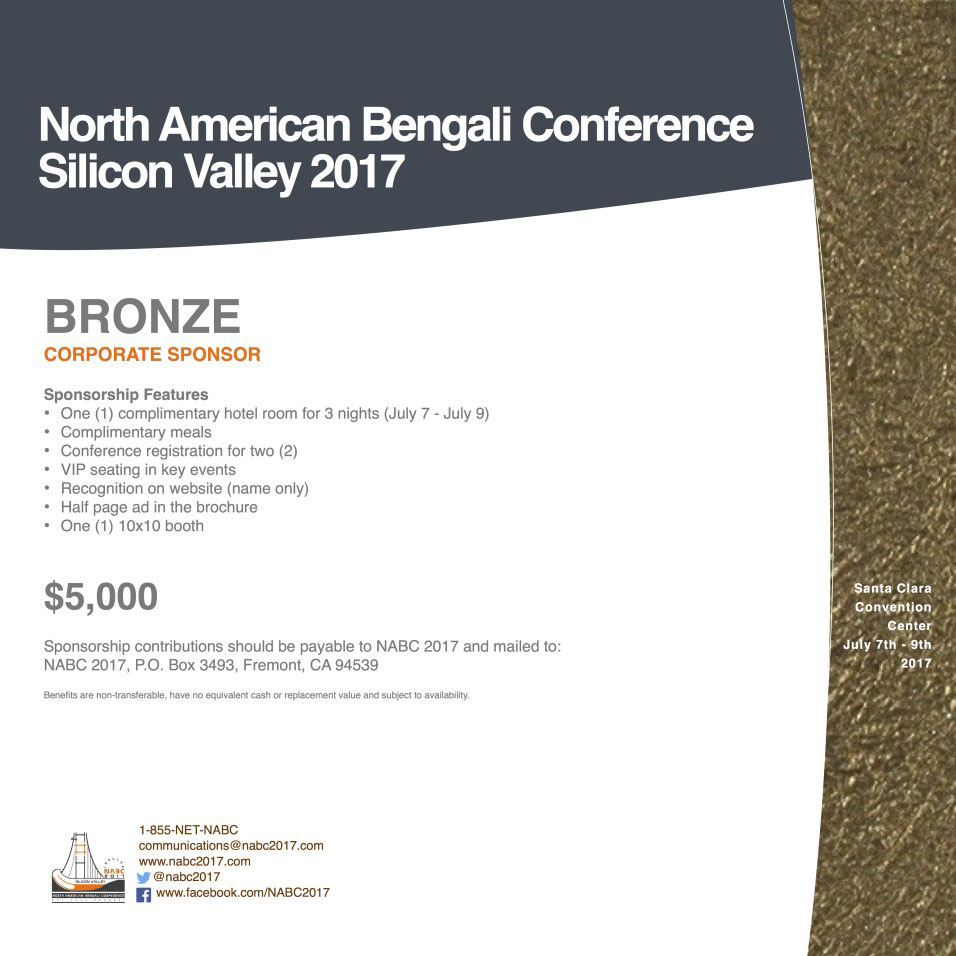 North American Bengali Conference
Silicon Valley 2017
BRONZE
CORPORATE SPONSOR
Sponsorship Features
• One (1) complimentary hotel room for 3 nights (July 7 - July 9)
• Complimentary meals
• Conference registration for two (2)
• VIP seating in key events
• Recognition on website (name only)
• Half page ad in the brochure
• One (1) 10x10 booth
$5,000
Sponsorship contributions should be payable to NABC 2017 and mailed to:
NABC 2017, P.O. Box 3493, Fremont, CA 94539
Benefits are non-transferable, have no equivalent cash or replacement value and subject to availability.
Santa Clara
Convention
Center
July 7th - 9th
2017
1-855-NET-NABC
communications@nabc2017.com
www.nabc2017.com
@nabc2017
www.facebook.com/NABC2017
NABC
2017
SILICON VALLEY
NORTH AMERICAN BENGALI CONFERENCE